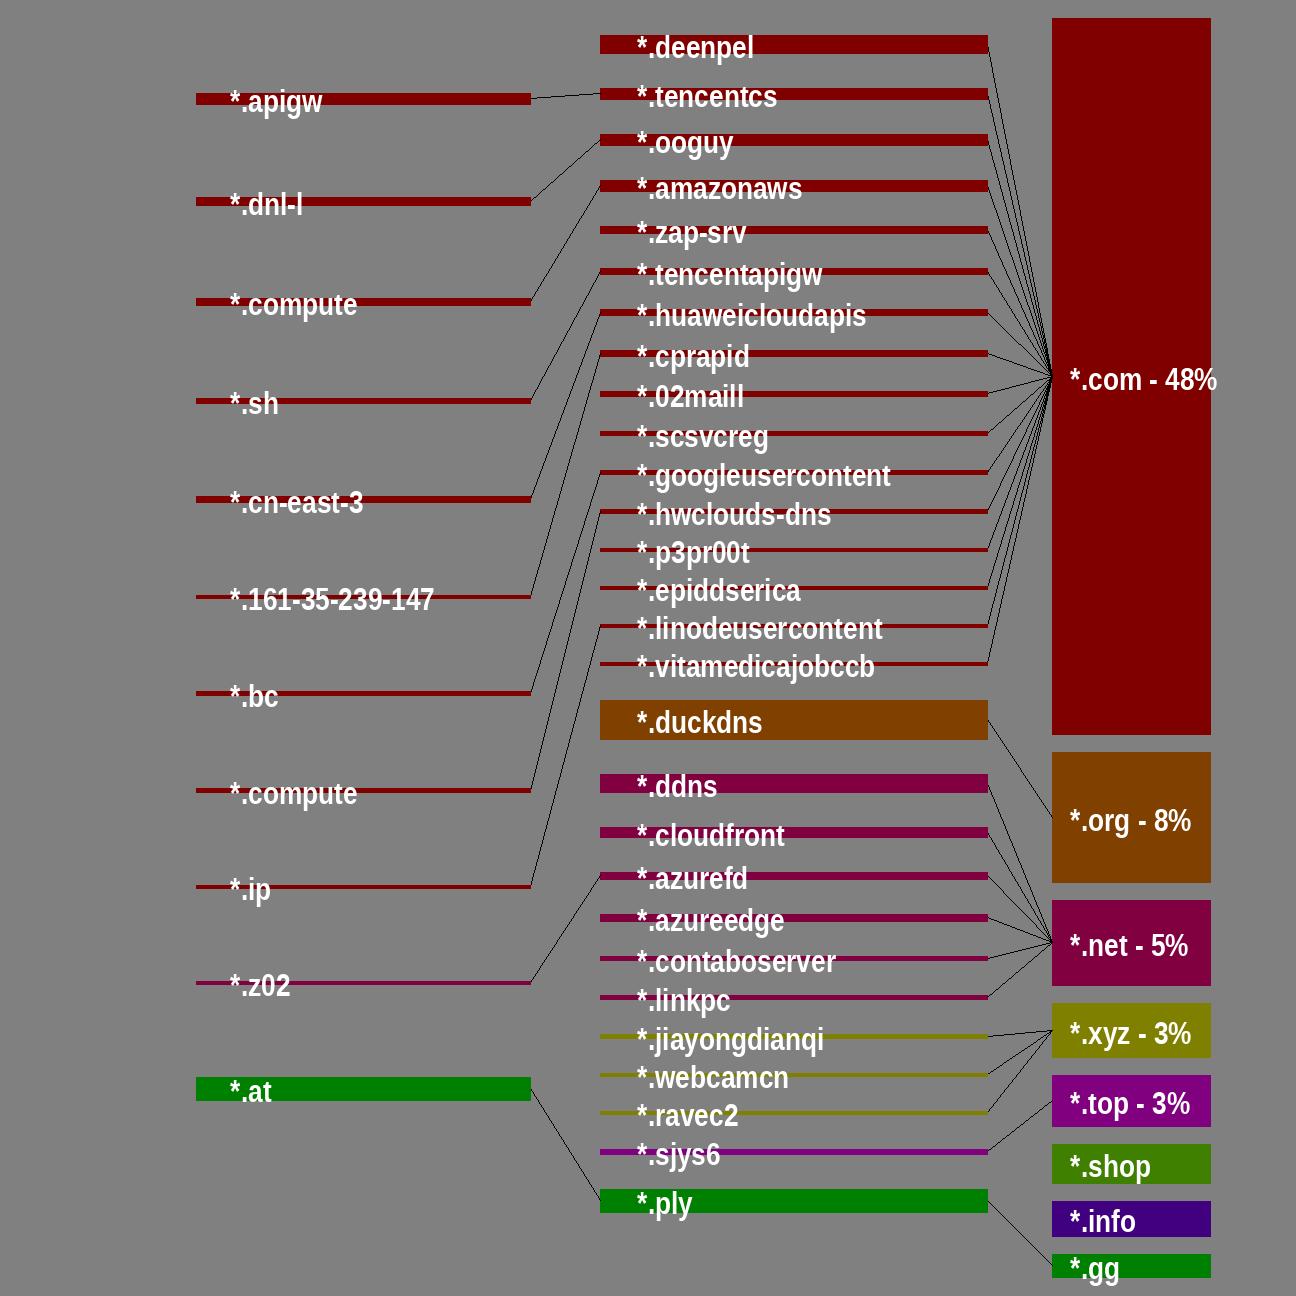 *.apigw
*.dnl-l
*.compute
*.sh
*.cn-east-3
*.161-35-239-147
*.bc
*.compute
*.ip
*.z02
*.at
*.deenpel
*.tencentcs
*.ooguy
*.amazonaws
*.zap-srv
*.tencentapigw
*.huaweicloudapis
*.cprapid
*.02maill
*.scsvcreg
*.googleusercontent
*.hwclouds-dns
*.p3pr00t
*.epiddserica
*.linodeusercontent
*.vitamedicajobccb
*.duckdns
*.ddns
*.cloudfront
*.azurefd
*.azureedge
*.contaboserver
*.linkpc
*.jiayongdianqi
*.webcamcn
*.ravec2
*.sjys6
*.ply
*.com - 48%
*.org - 8%
*.net - 5%
*.xyz - 3%
*.top - 3%
*.shop
*.info
*.gg